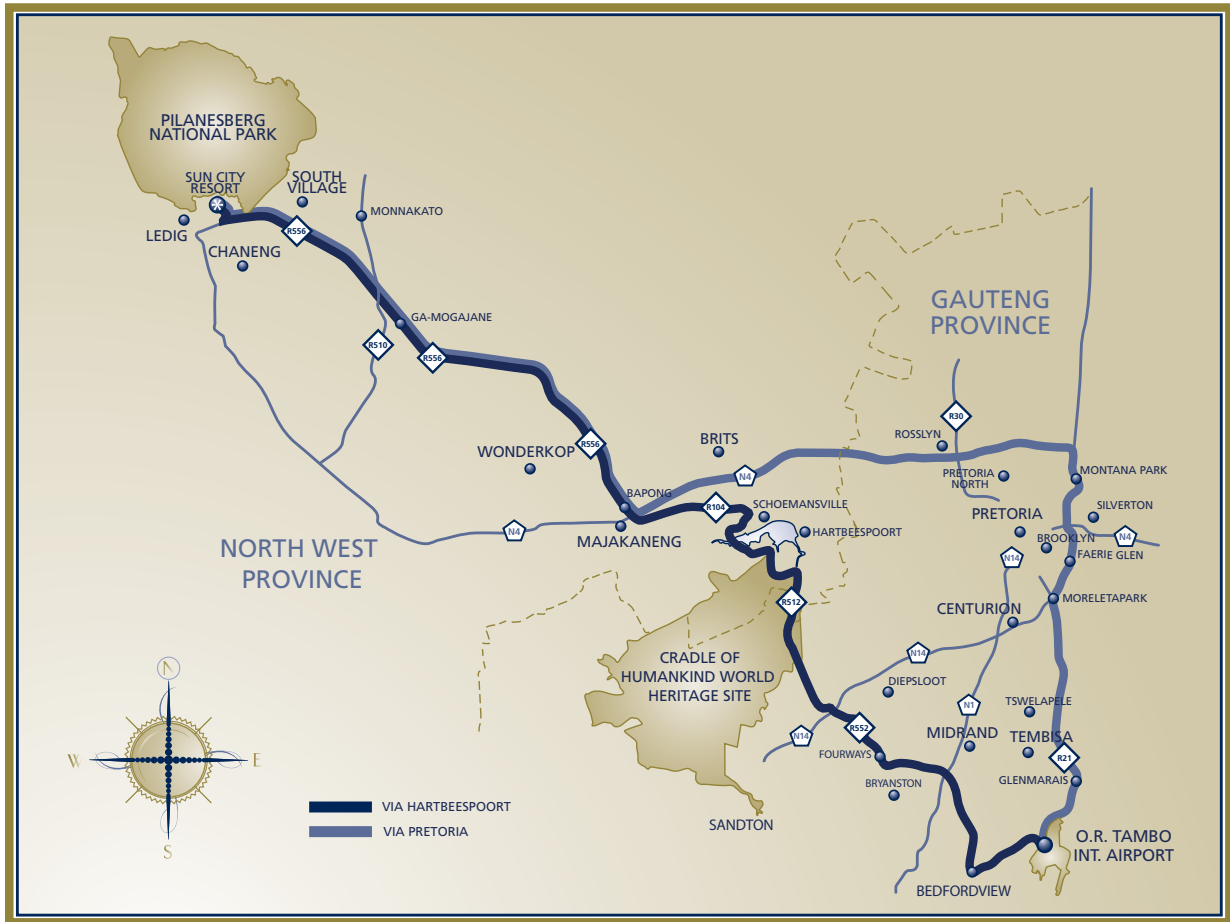 PILANESBERG
NATIONAL PARK
SUN CITY
RESORT
SOUTH
VILLAGE
MONNAKATO
LEDIG
R556
CHANENG
GAUTENG
PROVINCE
GA-MOGAJANE
R510
R556
R30
ROSSLYN
BRITS
R556
WONDERKOP
MONTANA PARK
PRETORIA
NORTH
N4
BAPONG
R104
SCHOEMANSVILLE
SILVERTON
PRETORIA
N4
HARTBEESPOORT
BROOKLYN
N4
MAJAKANENG
NORTH WEST
PROVINCE
N14
FAERIE GLEN
MORELETAPARK
R512
CENTURION
CRADLE OF
HUMANKIND WORLD
HERITAGE SITE
N14
DIEPSLOOT
N
TSWELAPELE
N1
R552
N14
MIDRAND
TEMBISA
W
E
FOURWAYS
R21
BRYANSTON
GLENMARAIS
VIA HARTBEESPOORT
SANDTON
VIA PRETORIA
S
O.R. TAMBO
INT. AIRPORT
BEDFORDVIEW